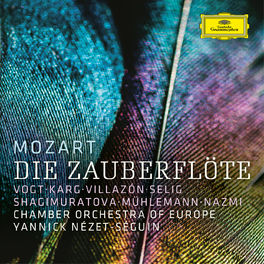 Deutsche
Grammophon
MOZART
DIE ZAUBERFLÖTE
VOGT·KARG·VILLAZÓN·SELIG
SHAGIMURATOVA·MÜHLEMANN·NAZMI
CHAMBER ORCHESTRA OF EUROPE
YANNICK NÉZET-SÉGUIN